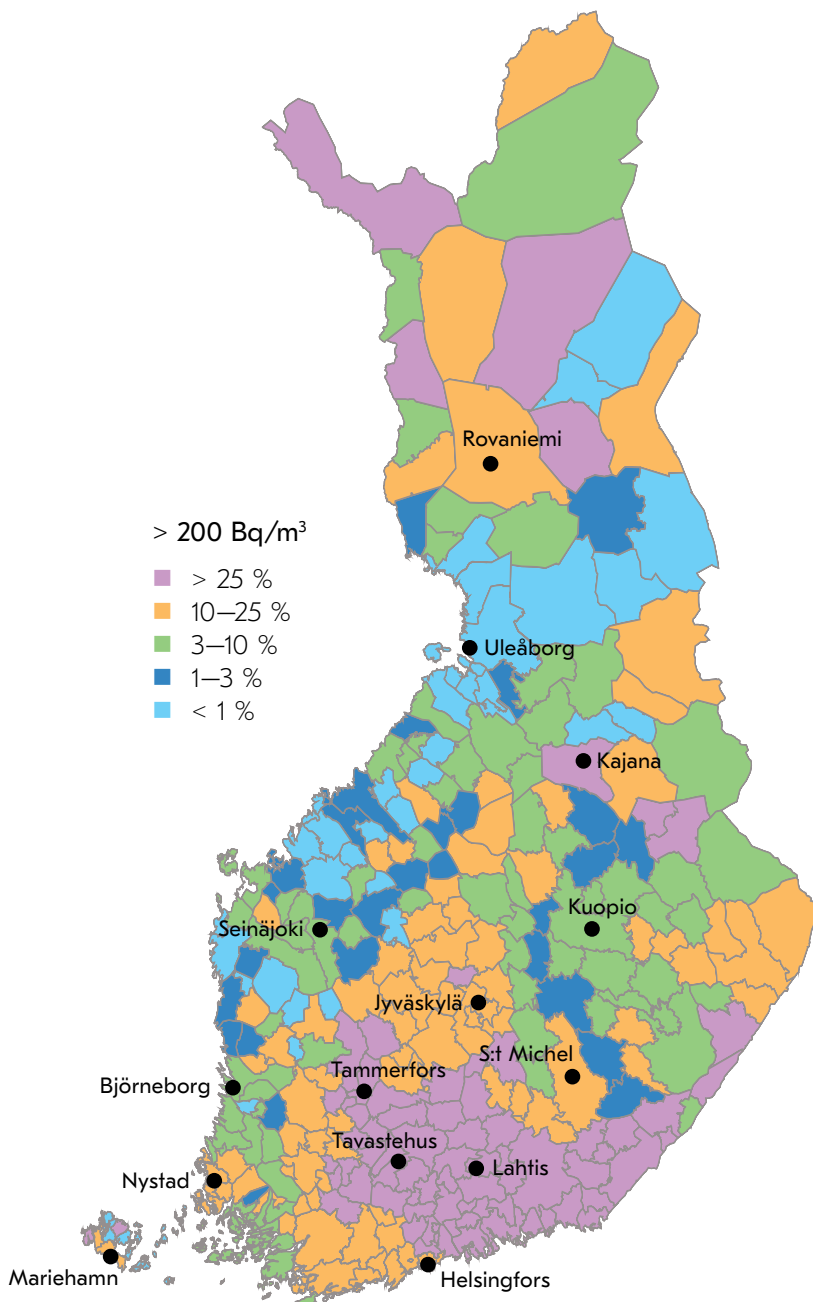 Rovaniemi
> 200 Bq/m³
> 25 %
10–25 %
3–10 %
1–3 %
< 1 %
Uleåborg
Kajana
Kuopio
Seinäjoki
Jyväskylä
S:t Michel
Tammerfors
Björneborg
Tavastehus
Lahtis
Nystad
Mariehamn
Helsingfors